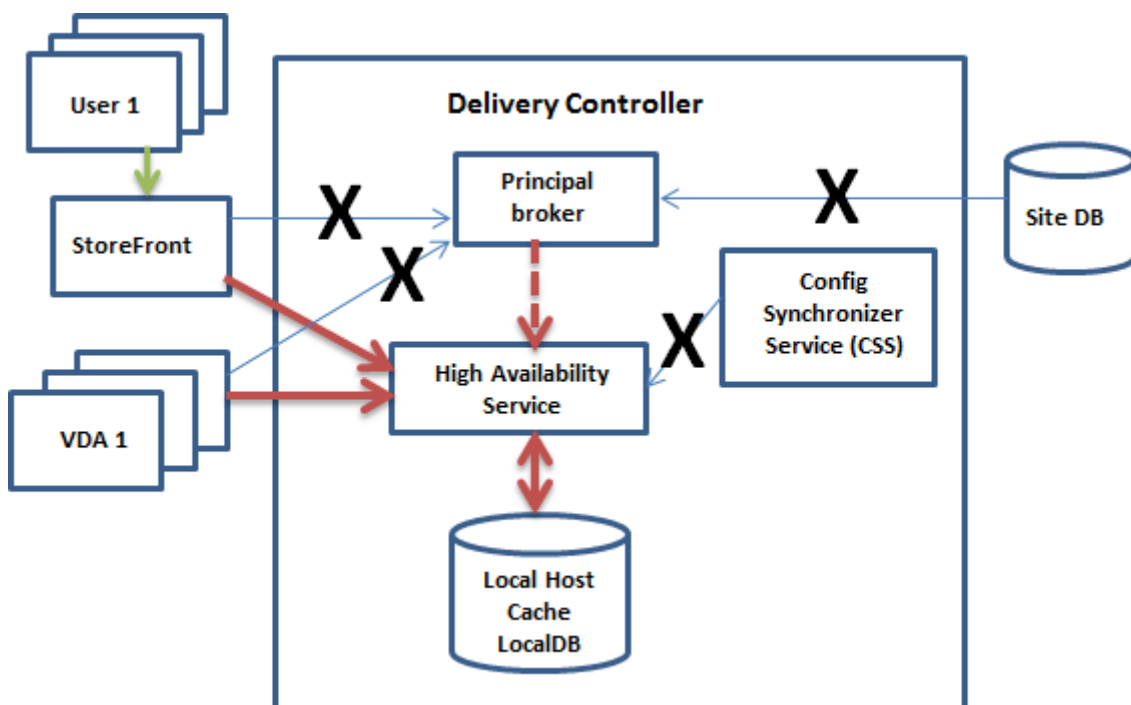 User 1
Delivery Controller
Principal
broker
X
X
StoreFront
Site DB
X
Config
Synchronizer
Service (CSS)
X
High Availability
Service
VDA 1
Local Host
Cache
LocalDB